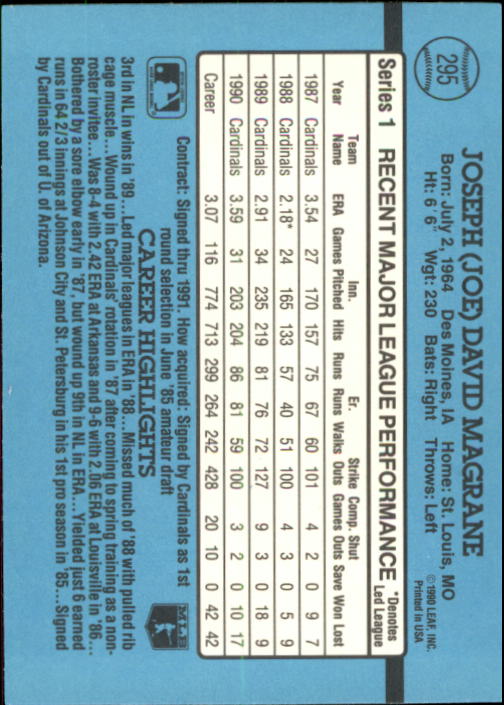 295
JOSEPH (JOE) DAVID MAGRANE
Born: July 2, 1964 Des Moines, IA Home: St. Louis, MO
Ht: 6'6" Wgt: 230 Bats: Right Throws: Left
©1990 LEAF, INC.
Printed in USA
Series 1 RECENT MAJOR LEAGUE PERFORMANCE *Denotes Led League
Year Team Name ERA Games Inn. Pitched Hits Runs Er. Runs Walks Strike Outs Comp. Games Shut Outs Save Won Lost
1987 Cardinals 3.54 27 170 157 75 67 60 101 4 2 0 9 7
1988 Cardinals 2.18* 24 165 133 57 40 51 100 4 3 0 5 9
1989 Cardinals 2.91 34 235 219 81 76 72 127 9 3 0 18 9
1990 Cardinals 3.59 31 203 204 86 81 59 100 3 2 0 10 17
Career 3.07 116 774 713 299 264 242 428 20 10 0 42 42
Contract: Signed thru 1991. How acquired: Signed by Cardinals as 1st
round selection in June '85 amateur draft
CAREER HIGHLIGHTS
MLB
3rd in NL in wins in '89...Led major leagues in ERA in '88...Missed much of '88 with pulled rib
cage muscle...Wound up in Cardinals' rotation in '87 after coming to spring training as a non-
roster invitee...Was 8-4 with 2.42 ERA at Arkansas and 9-6 with 2.06 ERA at Louisville in '86...
Bothered by a sore elbow early in '87, but wound up 9th in NL in ERA...Yielded just 6 earned
runs in 64 2/3 innings at Johnson City and St. Petersburg in his 1st pro season in '85...Signed
by Cardinals out of U. of Arizona.